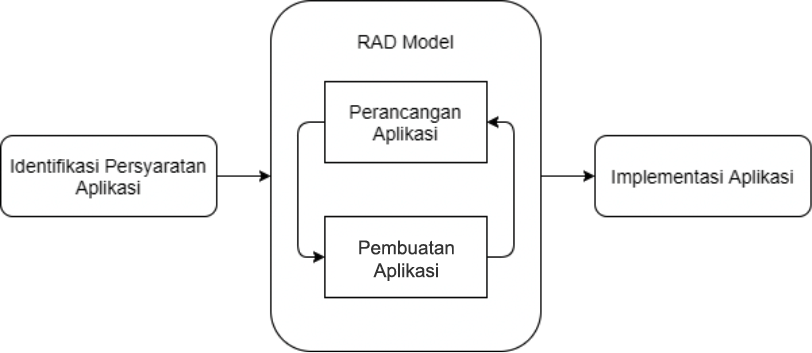 RAD Model
Perancangan
Aplikasi
Identifikasi Persyaratan
Aplikasi
Implementasi Aplikasi
Pembuatan
Aplikasi